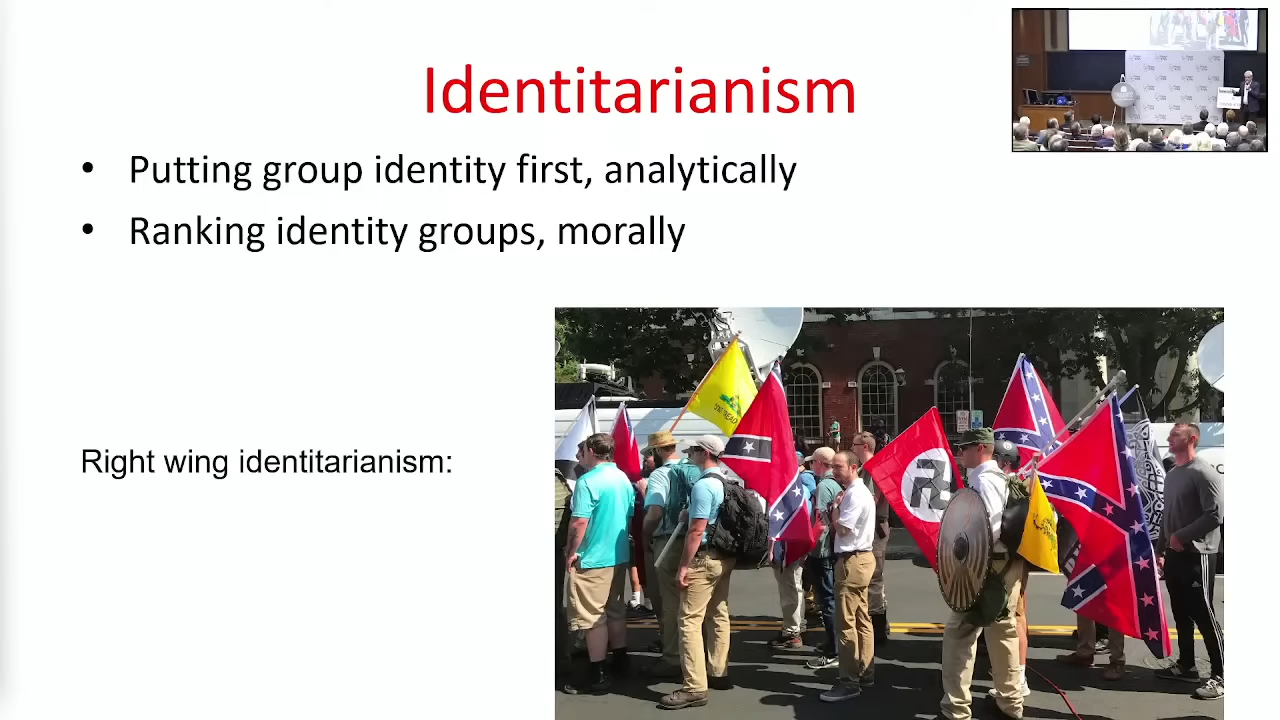 Identitarianism
• Putting group identity first, analytically
• Ranking identity groups, morally
Right wing identitarianism: